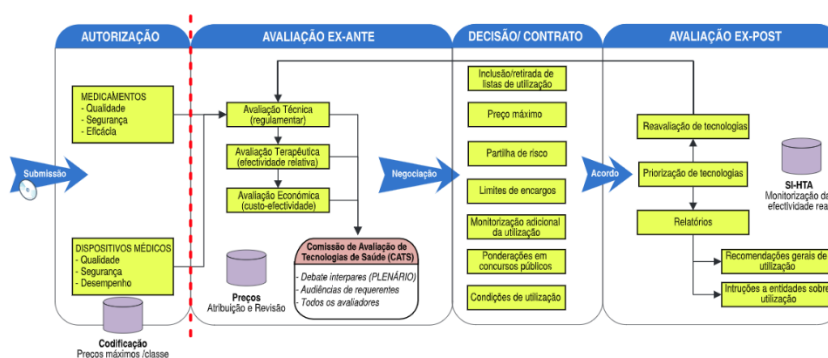 AUTORIZAÇÃO
AVALIAÇÃO EX-ANTE
DECISÃO/ CONTRATO
AVALIAÇÃO EX-POST
Submissão
MEDICAMENTOS
- Qualidade
- Segurança
- Eficácia
DISPOSITIVOS MÉDICOS
- Qualidade
- Segurança
- Desempenho
Codificação
Preços máximos /classe
Avaliação Técnica
(regulamentar)
Avaliação Terapêutica
(efectividade relativa)
Avaliação Económica
(custo-efectividade)
Comissão de Avaliação de
Tecnologias de Saúde (CATS)
- Debate interpares (PLENÁRIO)
- Audiências de requerentes
- Todos os avaliadores
Preços
Atribuição e Revisão
Negociação
Inclusão/retirada de
listas de utilização
Preço máximo
Partilha de risco
Limites de encargos
Monitorização adicional
da utilização
Ponderações em
concursos públicos
Condições de utilização
Acordo
Reavaliação de tecnologias
Priorização de tecnologias
Relatórios
Recomendações gerais de
utilização
Intruções a entidades sobre
utilização
SI-HTA
Monitorização da
efectividade rea